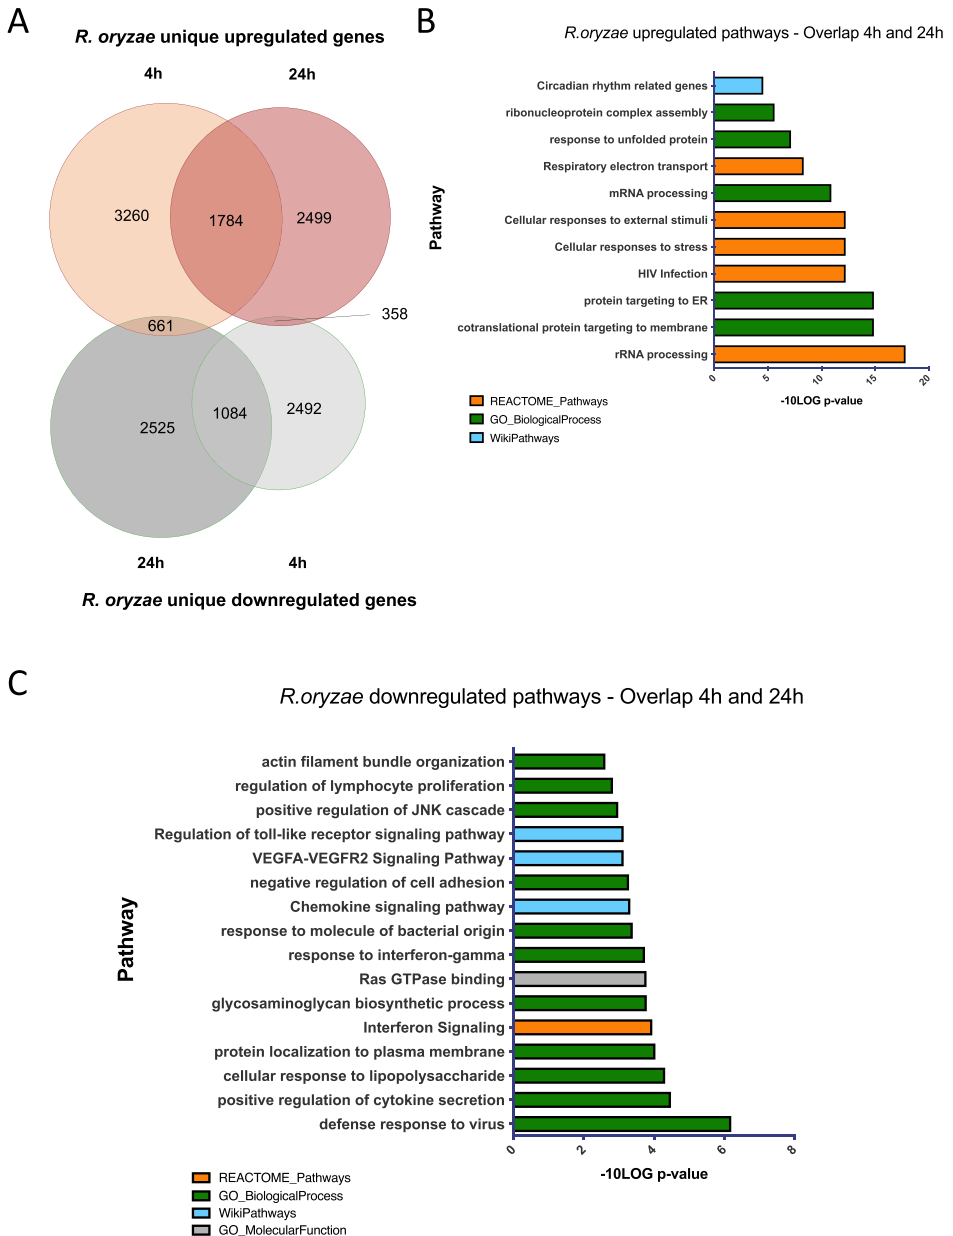 A
R. oryzae unique upregulated genes
4h
24h
3260
1784
2499
661
358
1084
2492
2525
24h
4h
R. oryzae unique downregulated genes
B
R.oryzae upregulated pathways - Overlap 4h and 24h
Pathway
Circadian rhythm related genes
ribonucleoprotein complex assembly
response to unfolded protein
Respiratory electron transport
mRNA processing
Cellular responses to external stimuli
Cellular responses to stress
HIV Infection
protein targeting to ER
cotranslational protein targeting to membrane
rRNA processing
0 5 10 15 20
-10LOG p-value
REACTOME_Pathways
GO_BiologicalProcess
WikiPathways
C
R.oryzae downregulated pathways - Overlap 4h and 24h
Pathway
actin filament bundle organization
regulation of lymphocyte proliferation
positive regulation of JNK cascade
Regulation of toll-like receptor signaling pathway
VEGFA-VEGFR2 Signaling Pathway
negative regulation of cell adhesion
Chemokine signaling pathway
response to molecule of bacterial origin
response to interferon-gamma
Ras GTPase binding
glycosaminoglycan biosynthetic process
Interferon Signaling
protein localization to plasma membrane
cellular response to lipopolysaccharide
positive regulation of cytokine secretion
defense response to virus
0 2 4 6 8
-10LOG p-value
REACTOME_Pathways
GO_BiologicalProcess
WikiPathways
GO_MolecularFunction